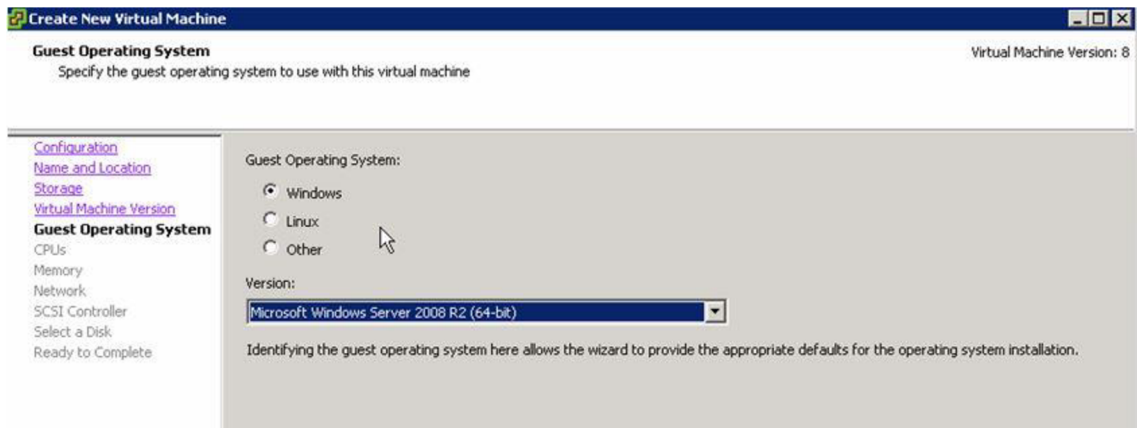 Create New Virtual Machine
Guest Operating System
Virtual Machine Version: 8
Specify the guest operating system to use with this virtual machine
Configuration
Name and Location
Storage
Virtual Machine Version
Guest Operating System
CPUs
Memory
Network
SCSI Controller
Select a Disk
Ready to Complete
Guest Operating System:
Windows
Linux
Other
Version:
Microsoft Windows Server 2008 R2 (64-bit)
Identifying the guest operating system here allows the wizard to provide the appropriate defaults for the operating system installation.